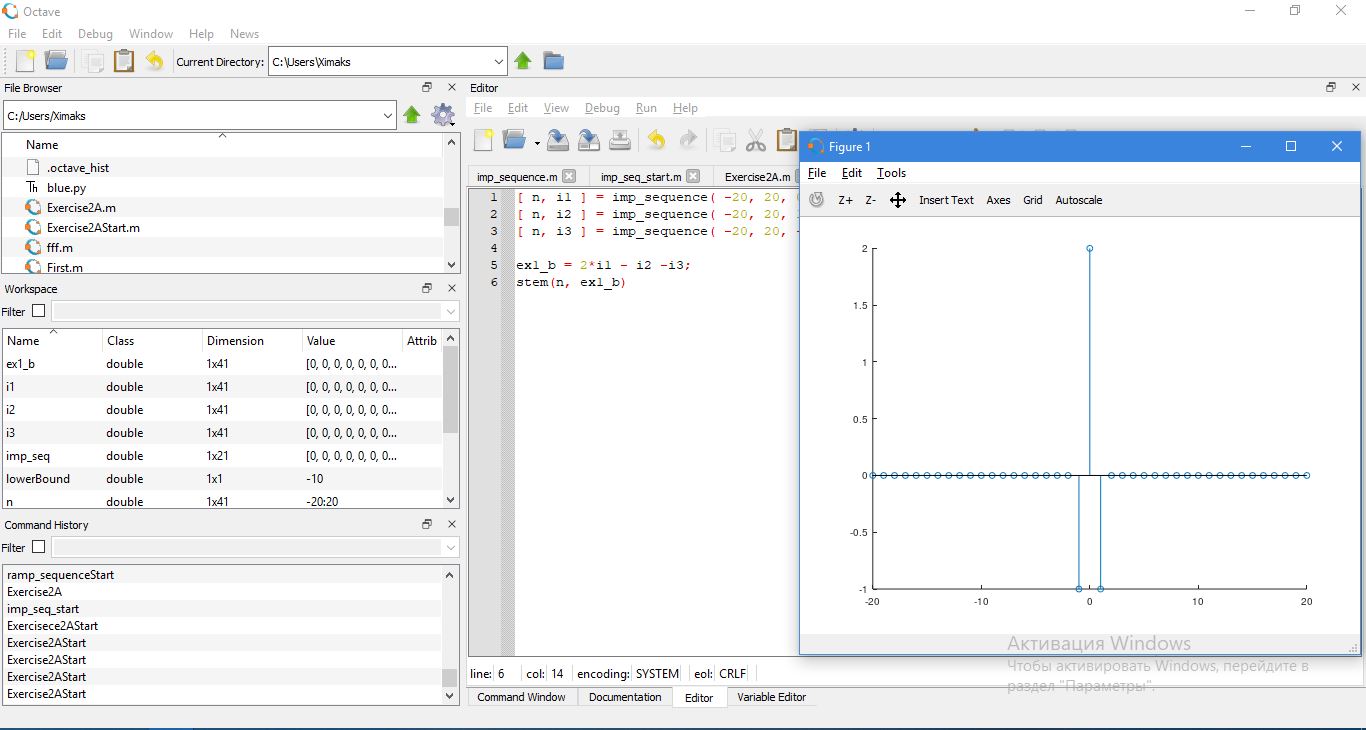 Octave
File Edit Debug Window Help News
Current Directory: C:\Users\Ximaks
File Browser
C:/Users/Ximaks
Name
.octave_hist
blue.py
Exercise2A.m
Exercise2AStart.m
fff.m
First.m
Workspace
Filter
Name Class Dimension Value Attrib
ex1_b double 1x41 [0, 0, 0, 0, 0, 0, 0...
i1 double 1x41 [0, 0, 0, 0, 0, 0, 0...
i2 double 1x41 [0, 0, 0, 0, 0, 0, 0...
i3 double 1x41 [0, 0, 0, 0, 0, 0, 0...
imp_seq double 1x21 [0, 0, 0, 0, 0, 0, 0...
lowerBound double 1x1 -10
n double 1x41 -20:20
Command History
Filter
ramp_sequenceStart
Exercise2A
imp_seq_start
Exercisece2AStart
Exercise2AStart
Exercise2AStart
Exercise2AStart
Exercise2AStart
Editor
File Edit View Debug Run Help
imp_sequence.m imp_seq_start.m Exercise2A.m
1 [ n, i1 ] = imp_sequence( -20, 20,
2 [ n, i2 ] = imp_sequence( -20, 20,
3 [ n, i3 ] = imp_sequence( -20, 20, -
4
5 ex1_b = 2*i1 - i2 -i3;
6 stem(n, ex1_b)
line: 6 col: 14 encoding: SYSTEM eol: CRLF
Command Window Documentation Editor Variable Editor
Figure 1
File Edit Tools
Z+ Z- Insert Text Axes Grid Autoscale
2
1.5
1
0.5
0
-0.5
-1
-20 -10 0 10 20
Активация Windows
Чтобы активировать Windows, перейдите в
раздел "Параметры".